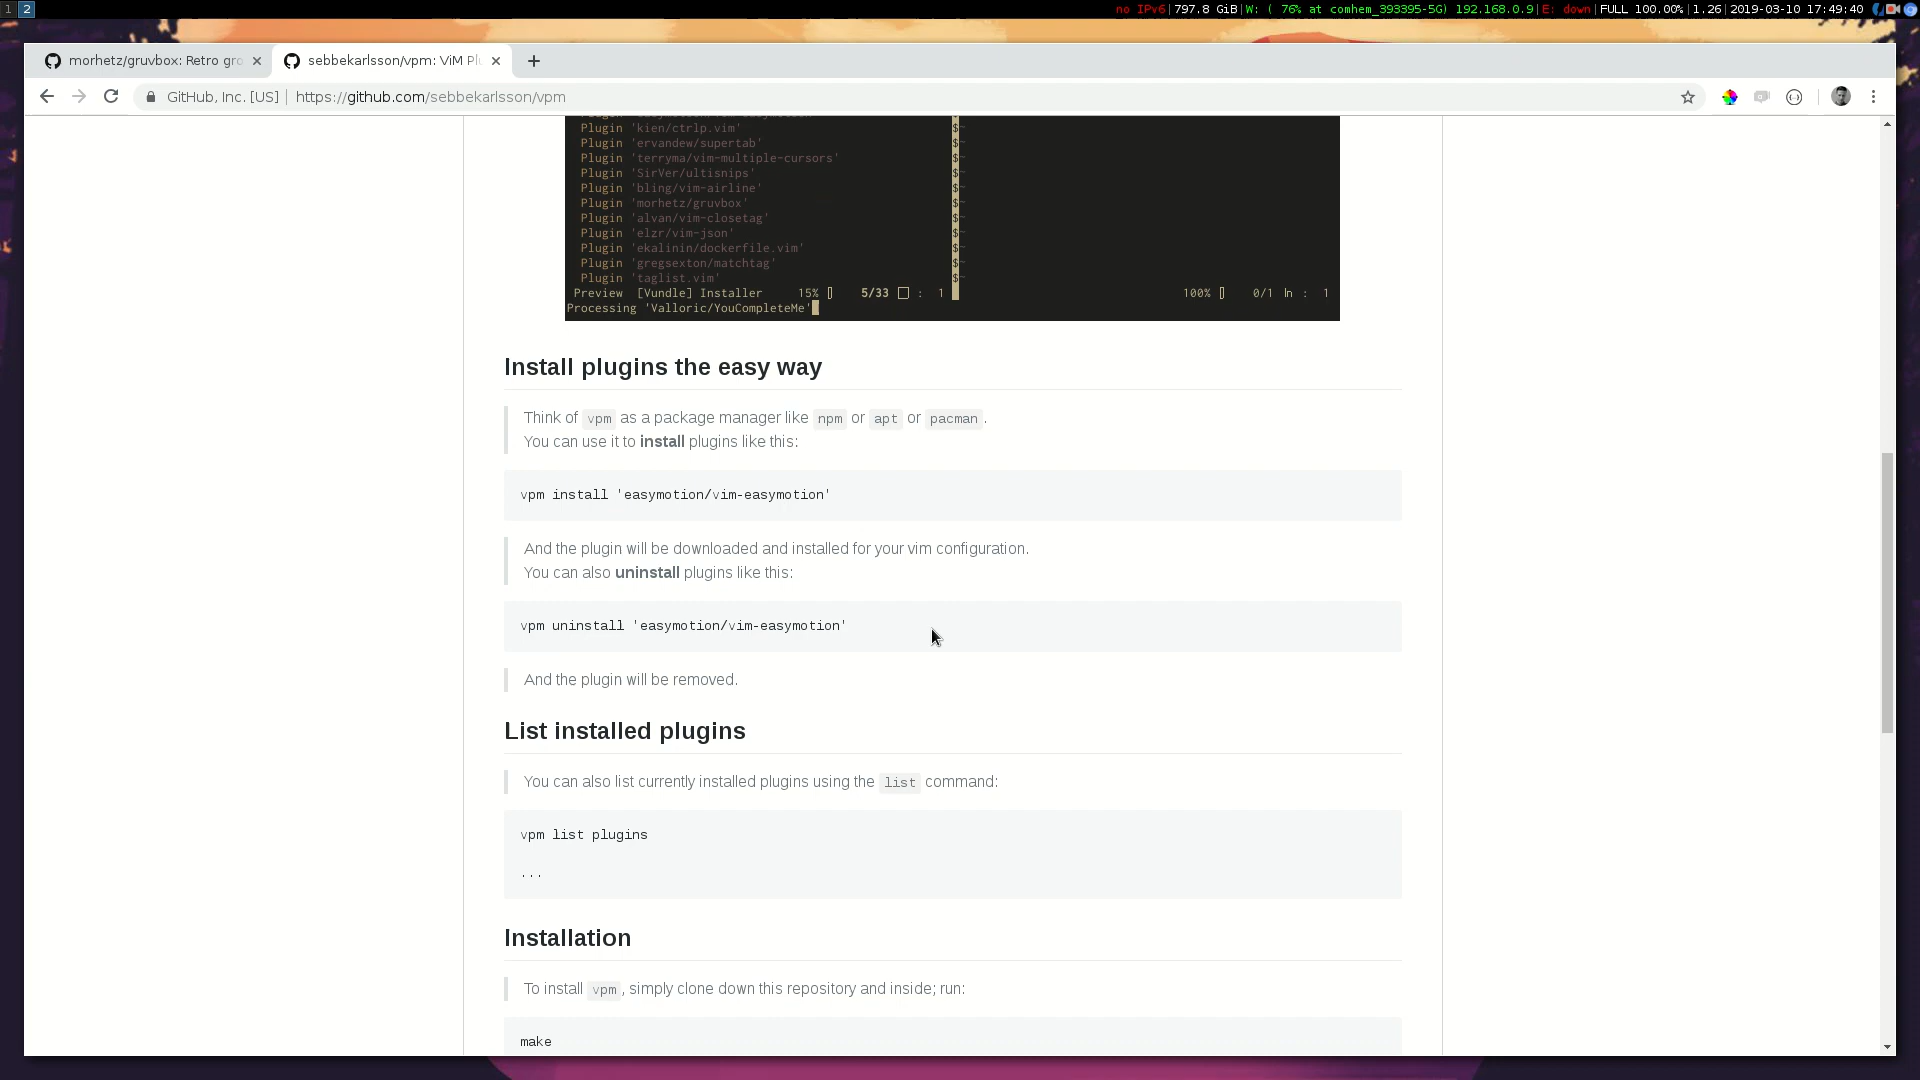 1 2 no IPv6|797.8 GiB|W: ( 76% at comhem_393395-5G) 192.168.0.9|E: down|FULL 100.00%|1.26|2019-03-10 17:49:40
morhetz/gruvbox: Retro gro sebbekarlsson/vpm: ViM Plu
GitHub, Inc. [US] | https://github.com/sebbekarlsson/vpm
Plugin 'kien/ctrlp.vim' $
Plugin 'ervandew/supertab' $
Plugin 'terryma/vim-multiple-cursors' $
Plugin 'SirVer/ultisnips' $
Plugin 'bling/vim-airline' $
Plugin 'morhetz/gruvbox' $
Plugin 'alvan/vim-closetag' $
Plugin 'elzr/vim-json' $
Plugin 'ekalinin/dockerfile.vim' $
Plugin 'gregsexton/matchtag' $
Plugin 'taglist.vim' $
Preview [Vundle] Installer 15% 5/33 : 1 100% 0/1 ln : 1
Processing 'Valloric/YouCompleteMe'
Install plugins the easy way
Think of vpm as a package manager like npm or apt or pacman.
You can use it to install plugins like this:
vpm install 'easymotion/vim-easymotion'
And the plugin will be downloaded and installed for your vim configuration.
You can also uninstall plugins like this:
vpm uninstall 'easymotion/vim-easymotion'
And the plugin will be removed.
List installed plugins
You can also list currently installed plugins using the list command:
vpm list plugins
...
Installation
To install vpm, simply clone down this repository and inside; run:
make